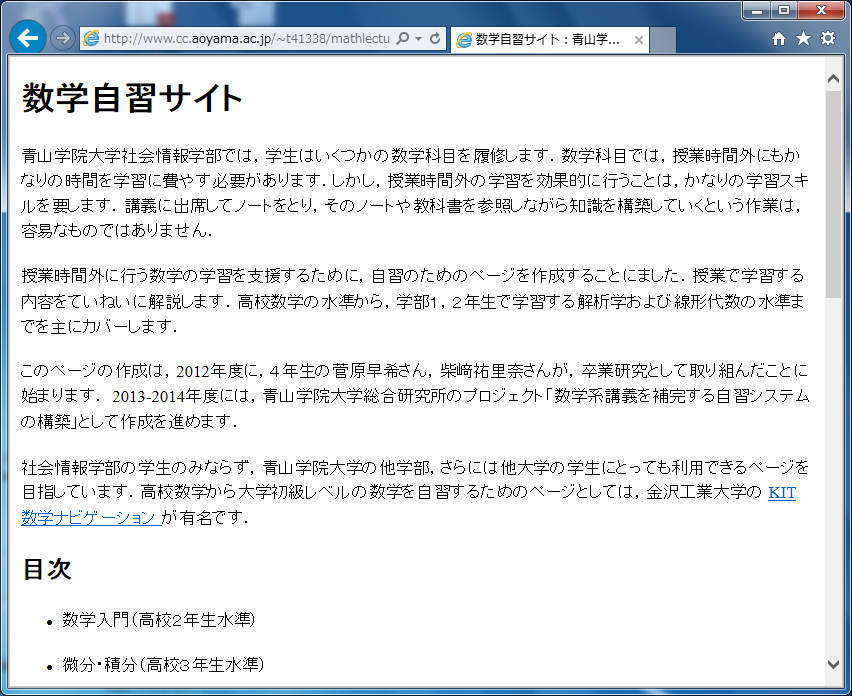 http://www.cc.aoyama.ac.jp/~t41338/mathlectu
数学自習サイト：青山学...
数学自習サイト
青山学院大学社会情報学部では，学生はいくつかの数学科目を履修します．数学科目では，授業時間外にもか
なりの時間を学習に費やす必要があります．しかし，授業時間外の学習を効果的に行うことは，かなりの学習スキ
ルを要します．講義に出席してノートをとり，そのノートや教科書を参照しながら知識を構築していくという作業は，
容易なものではありません．
授業時間外に行う数学の学習を支援するために，自習のためのページを作成することにました．授業で学習する
内容をていねいに解説します．高校数学の水準から，学部１，２年生で学習する解析学および線形代数の水準ま
でを主にカバーします．
このページの作成は，2012年度に，４年生の菅原早希さん，柴﨑祐里奈さんが，卒業研究として取り組んだことに
始まります． 2013-2014年度には，青山学院大学総合研究所のプロジェクト「数学系講義を補完する自習システム
の構築」として作成を進めます．
社会情報学部の学生のみならず，青山学院大学の他学部，さらには他大学の学生にとっても利用できるページを
目指しています．高校数学から大学初級レベルの数学を自習するためのページとしては，金沢工業大学の KIT
数学ナビゲーション が有名です．
目次
• 数学入門（高校２年生水準）
• 微分・積分（高校３年生水準）